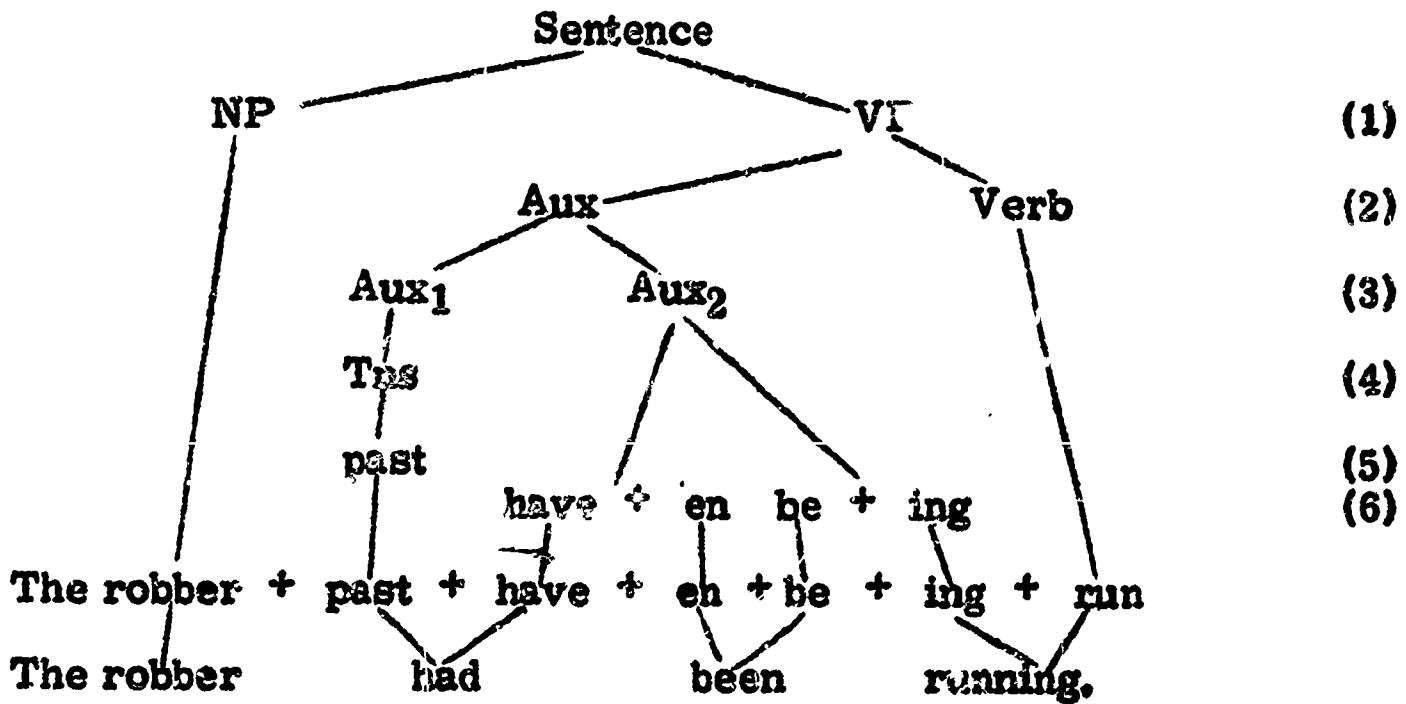 Sentence
NP VP (1)
Aux Verb (2)
Aux1 Aux2 (3)
Tns (4)
past (5)
have + en be + ing (6)
The robber + past + have + en + be + ing + run
The robber had been running.